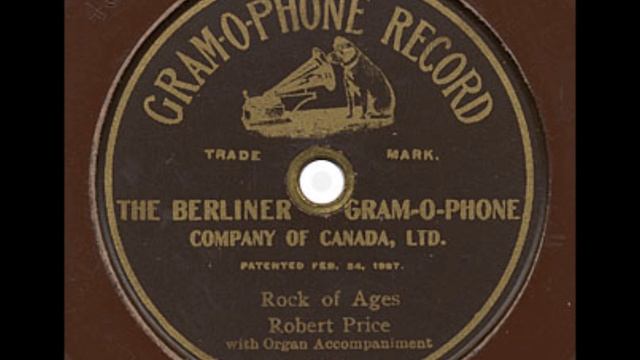 GRAM-O-PHONE RECORD
TRADE MARK.
THE BERLINER GRAM-O-PHONE
COMPANY OF CANADA, LTD.
PATENTED FEB. 24, 1897.
Rock of Ages
Robert Price
with Organ Accompaniment